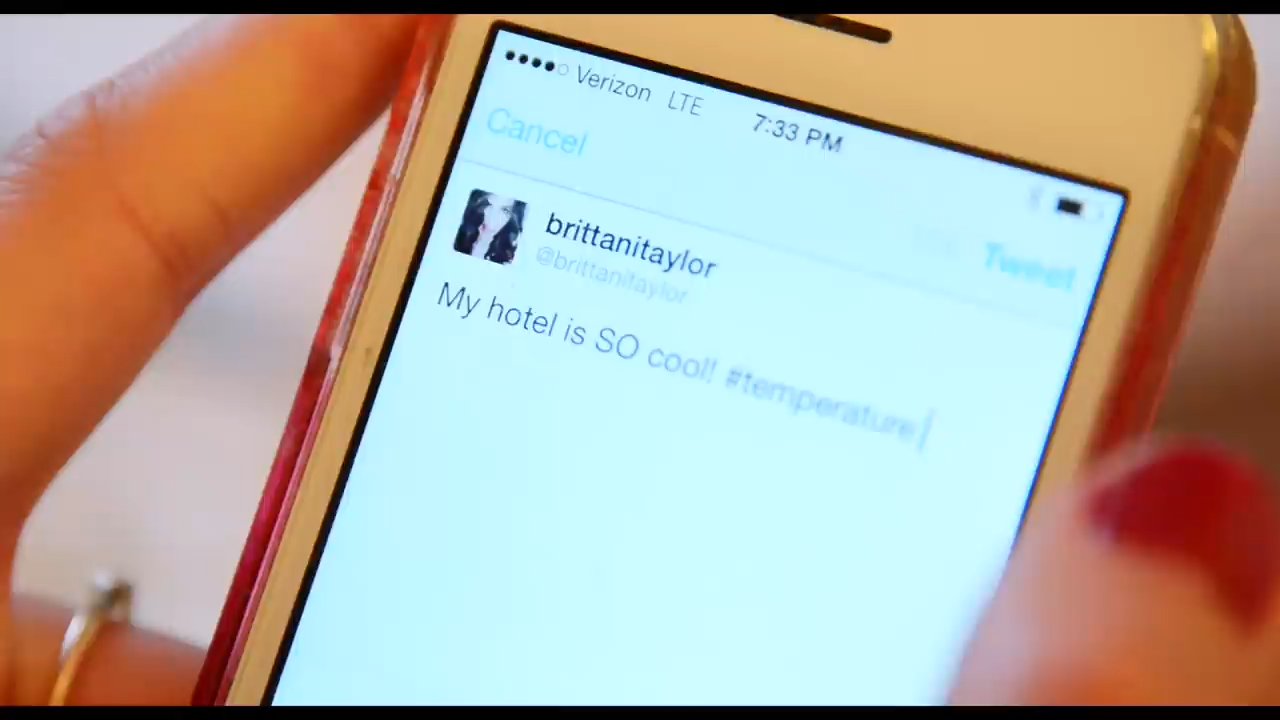 Verizon LTE 7:33 PM
Cancel
Tweet
brittanitaylor
@brittanitaylor
My hotel is SO cool! #temperature